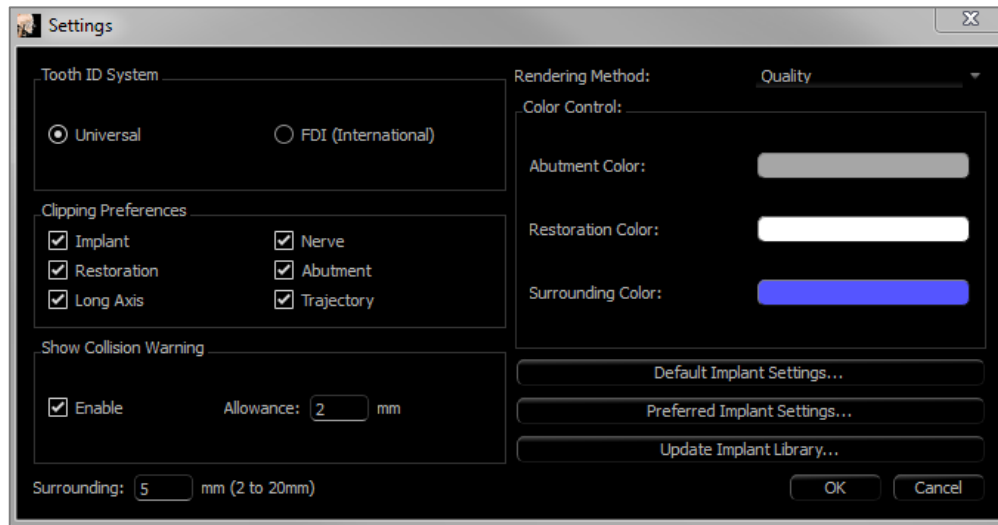 Settings
Tooth ID System
Universal
FDI (International)
Clipping Preferences
Implant
Nerve
Restoration
Abutment
Long Axis
Trajectory
Show Collision Warning
Enable
Allowance: 2 mm
Surrounding: 5 mm (2 to 20mm)
Rendering Method: Quality
Color Control:
Abutment Color:
Restoration Color:
Surrounding Color:
Default Implant Settings...
Preferred Implant Settings...
Update Implant Library...
OK
Cancel